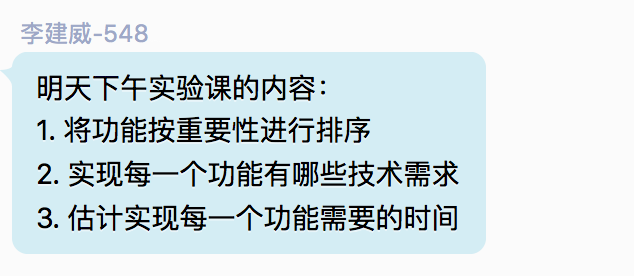 李建威-548
明天下午实验课的内容：
1. 将功能按重要性进行排序
2. 实现每一个功能有哪些技术需求
3. 估计实现每一个功能需要的时间